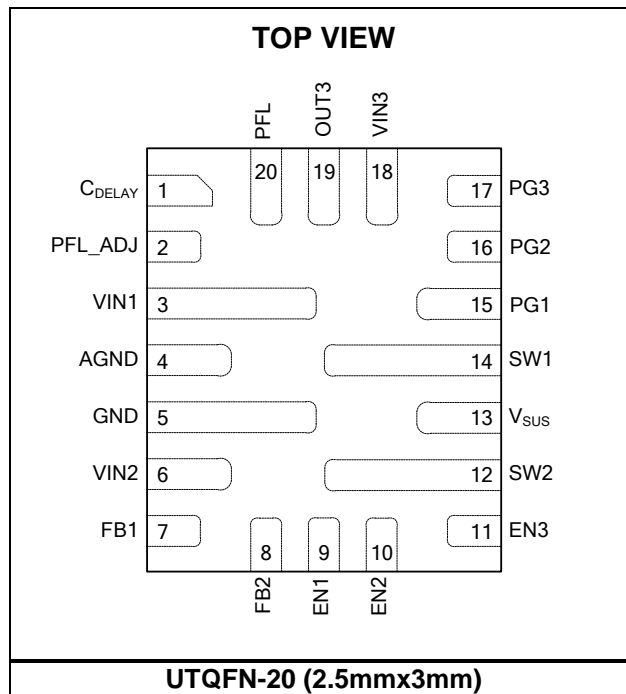 TOP VIEW
PFL
OUT3
VIN3
20
19
18
C_DELAY 1
17 PG3
PFL_ADJ 2
16 PG2
VIN1 3
15 PG1
AGND 4
14 SW1
GND 5
13 V_SUS
VIN2 6
12 SW2
FB1 7
11 EN3
8
9
10
FB2
EN1
EN2
UTQFN-20 (2.5mmx3mm)